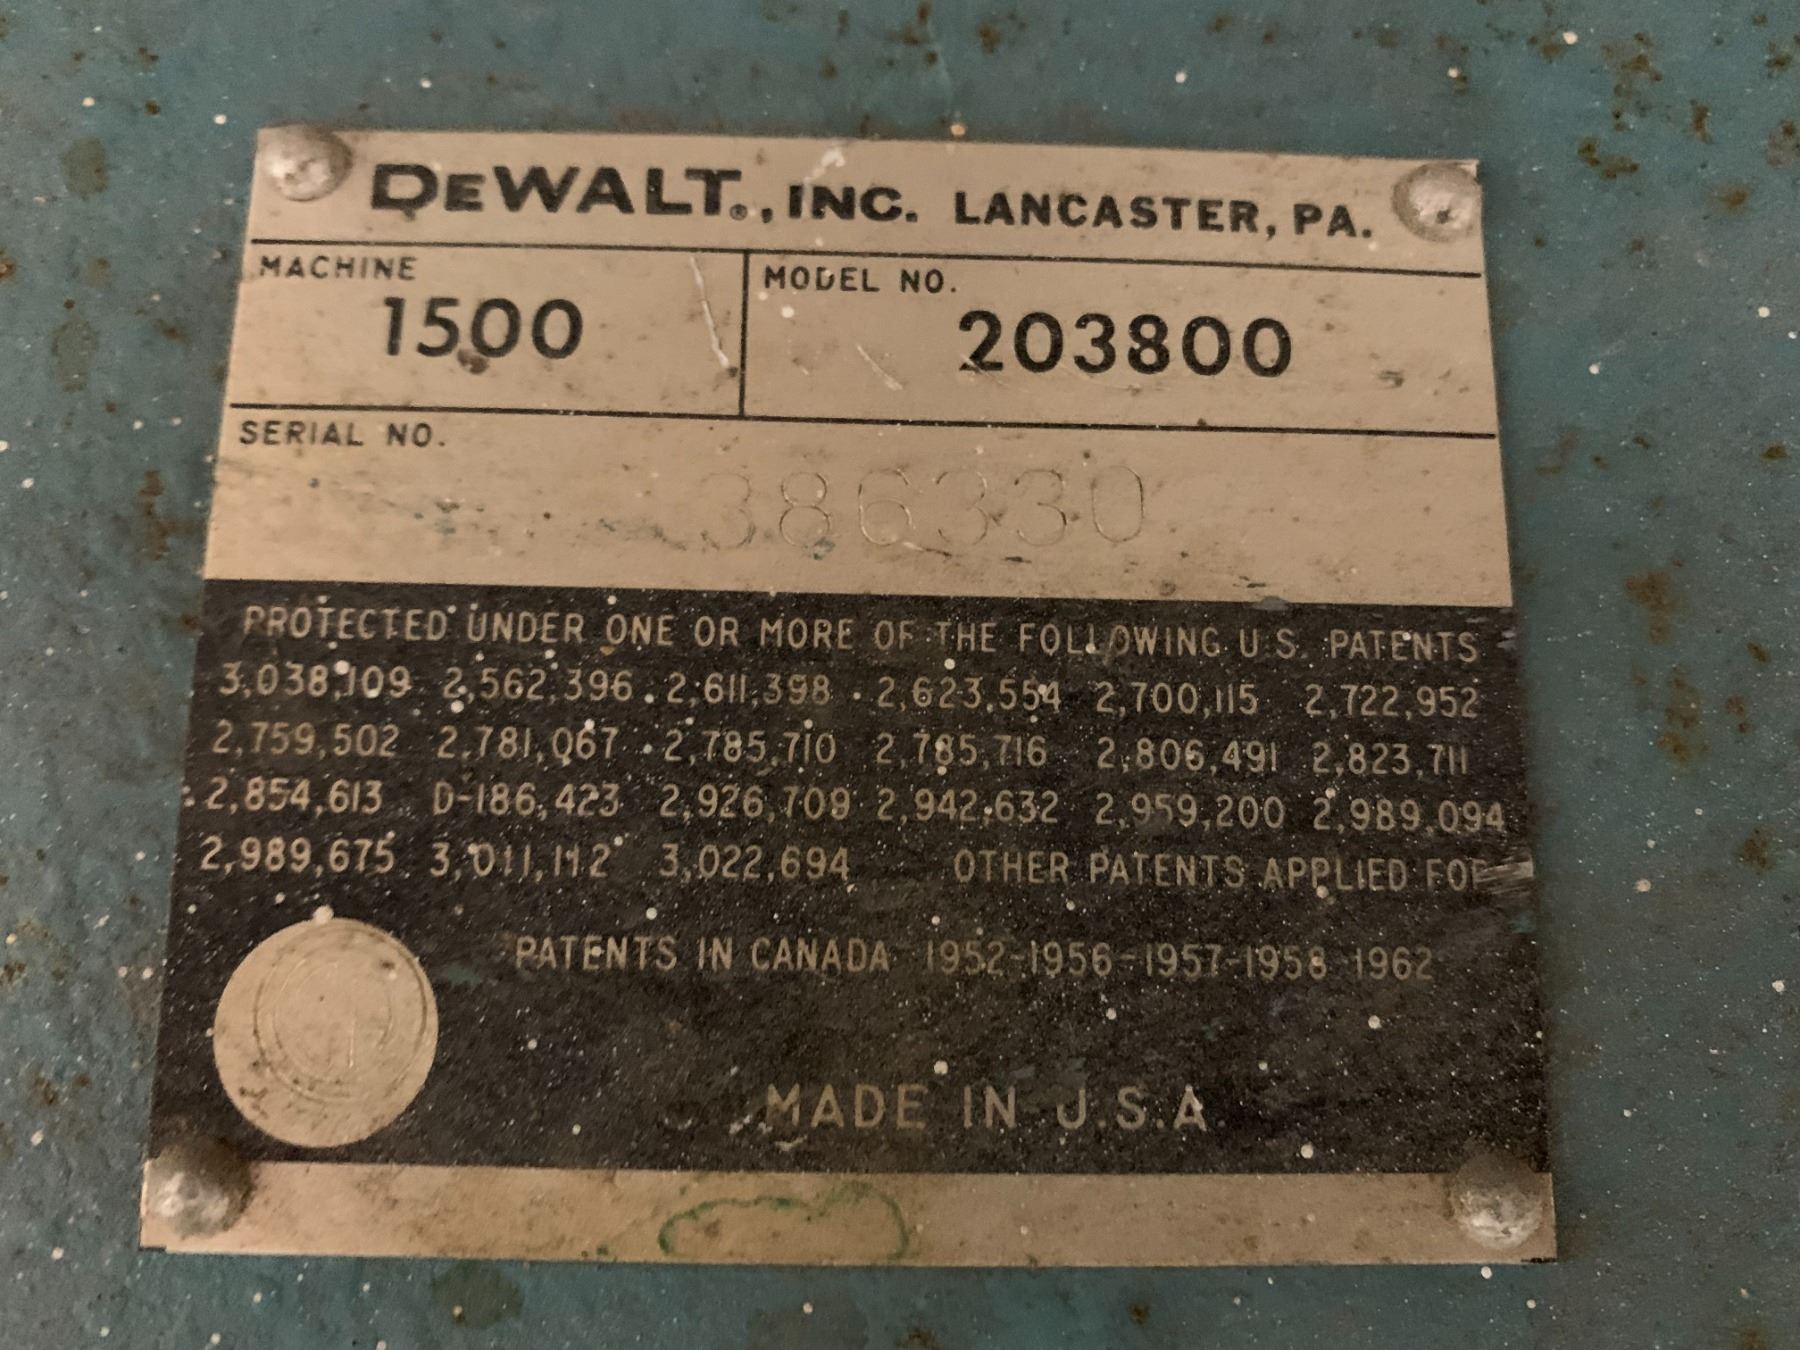 DEWALT®, INC. LANCASTER, PA.
MACHINE
1500
MODEL NO.
203800
SERIAL NO.
386330
PROTECTED UNDER ONE OR MORE OF THE FOLLOWING U.S. PATENTS
3,038,109 2,562,396 2,611,398 2,623,554 2,700,115 2,722,952
2,759,502 2,781,067 2,785,710 2,785,716 2,806,491 2,823,711
2,854,613 D-186,423 2,926,709 2,942,632 2,959,200 2,989,094
2,989,675 3,011,112 3,022,694 OTHER PATENTS APPLIED FOR
PATENTS IN CANADA 1952-1956-1957-1958-1962
MADE IN U.S.A.